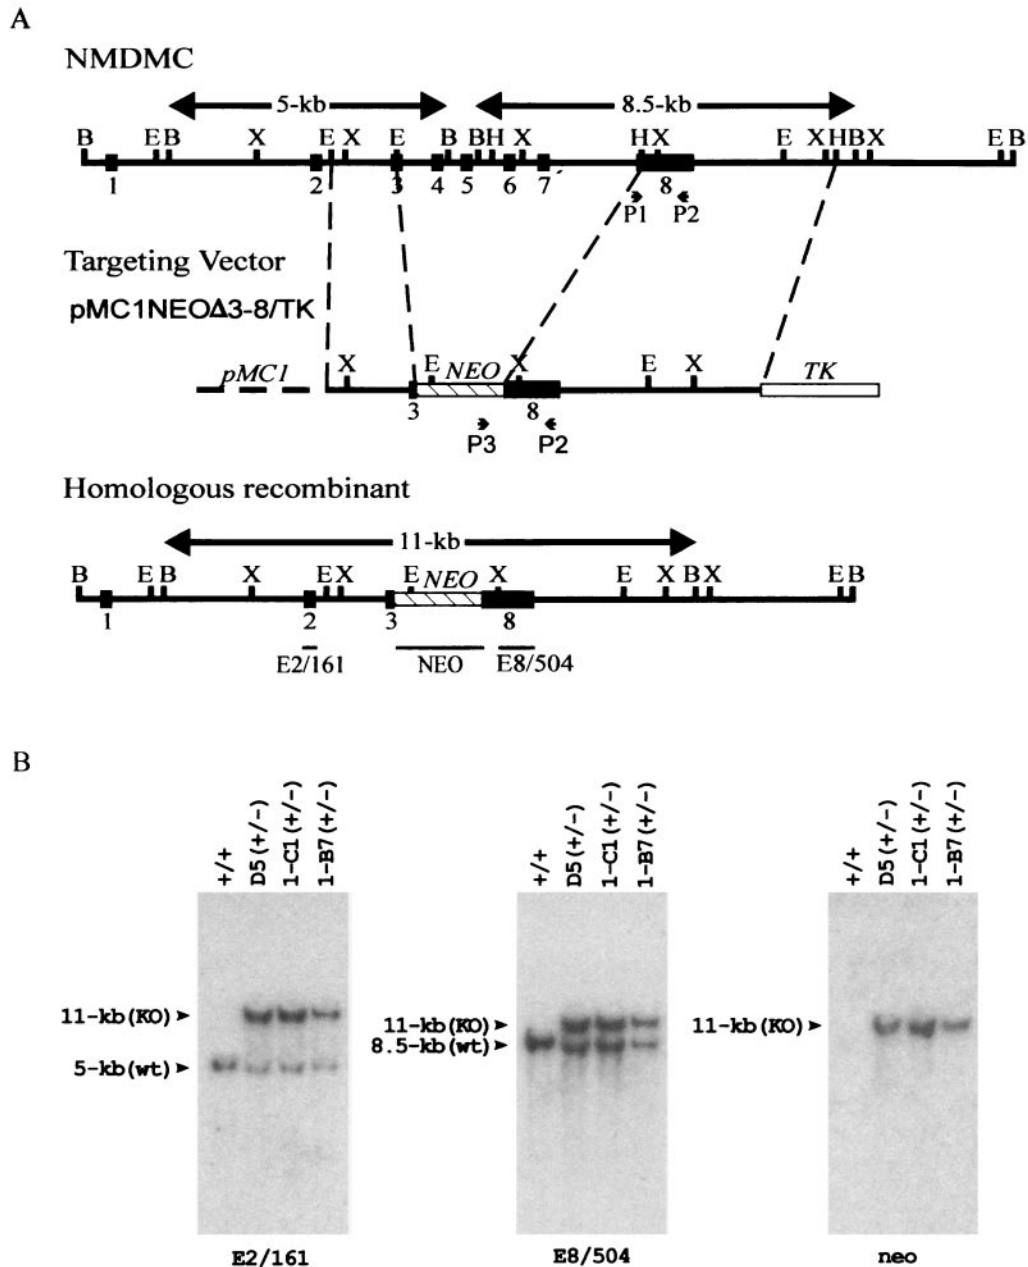 A
NMDMC
5-kb 8.5-kb
B E B X E X E B B H X H X E X H B X E B
1 2 3 4 5 6 7 8
P1 P2
Targeting Vector
pMC1NEOΔ3-8/TK
pMC1 X E NEO X E X TK
3 8
P3 P2
Homologous recombinant
11-kb
B E B X E X E NEO X E X B X E B
1 2 3 8
E2/161 NEO E8/504
B
+/+ D5(+/-) 1-C1(+/-) 1-B7(+/-)
11-kb(KO)
5-kb(wt)
E2/161
+/+ D5(+/-) 1-C1(+/-) 1-B7(+/-)
11-kb(KO)
8.5-kb(wt)
E8/504
+/+ D5(+/-) 1-C1(+/-) 1-B7(+/-)
11-kb(KO)
neo